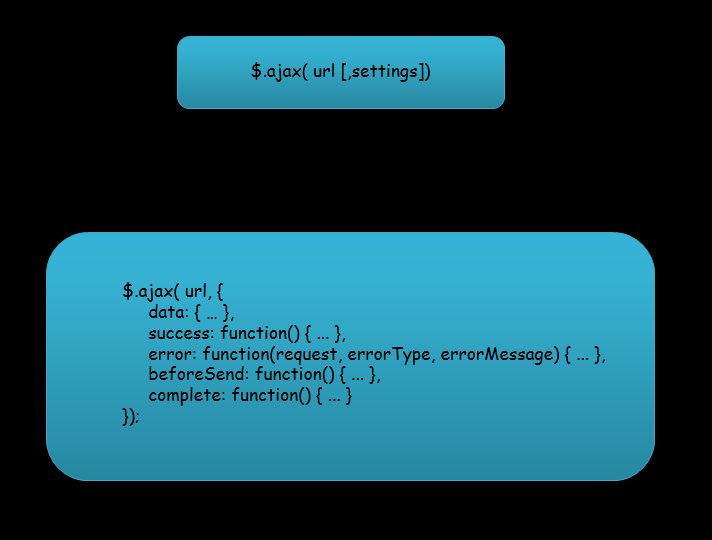 $.ajax( url [,settings])
$.ajax( url, {
data: { ... },
success: function() { ... },
error: function(request, errorType, errorMessage) { ... },
beforeSend: function() { ... },
complete: function() { ... }
});